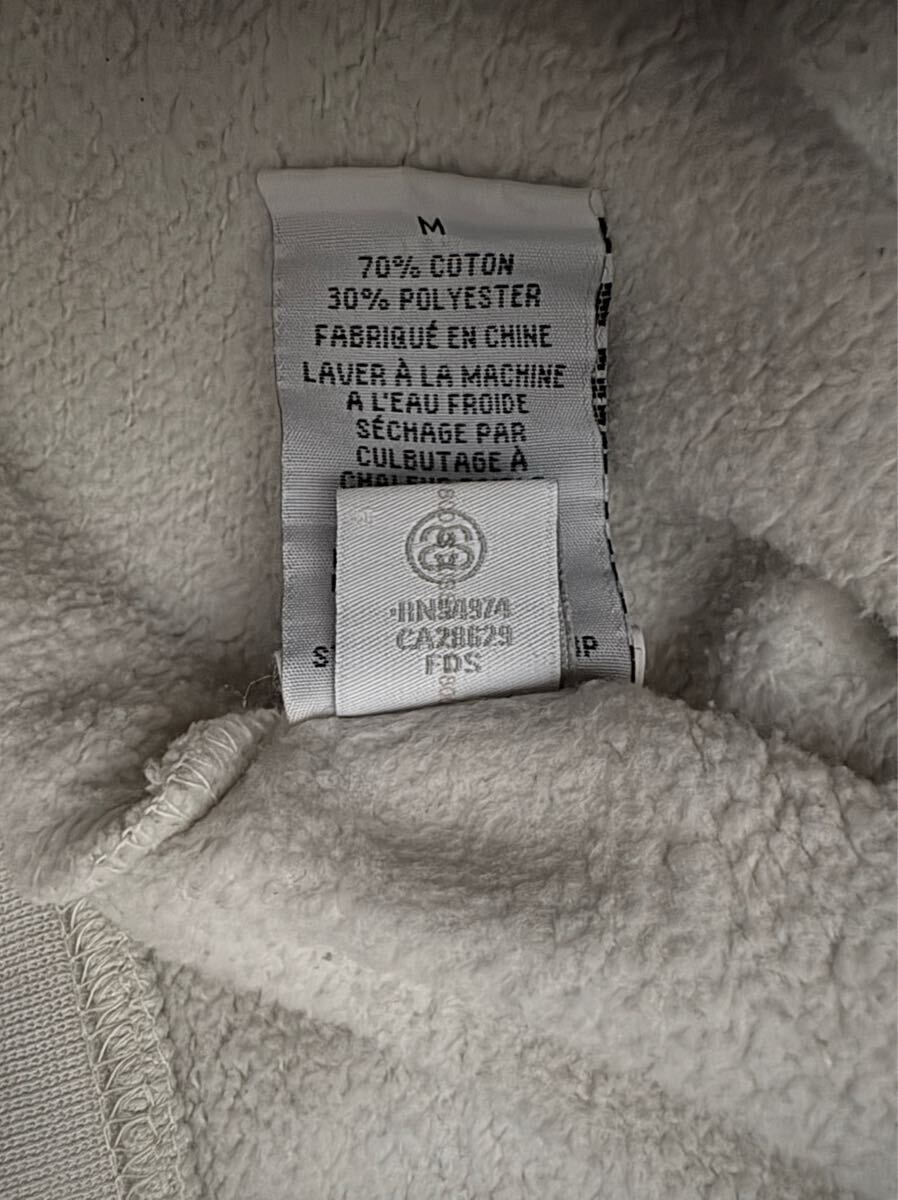 M
70% COTON
30% POLYESTER
FABRIQUÉ EN CHINE
LAVER À LA MACHINE
A L'EAU FROIDE
SÉCHAGE PAR
CULBUTAGE À
RN94974
CA28629
FDS